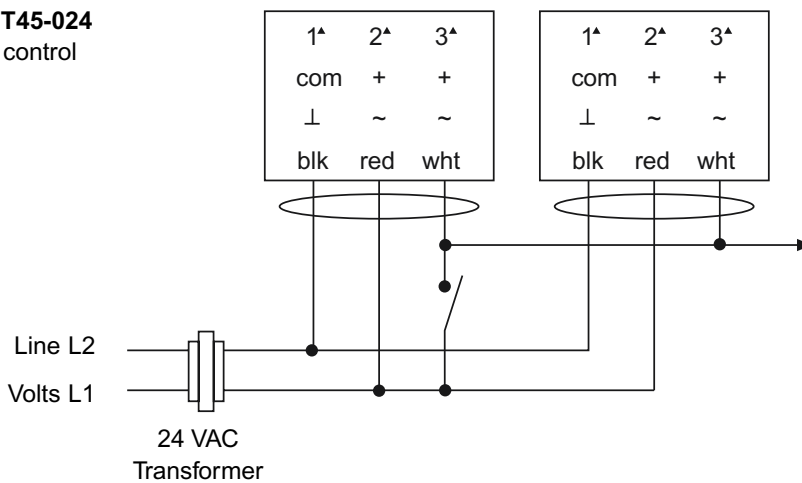 T45-024
control
1▲ 2▲ 3▲
com + +
⊥ ~ ~
blk red wht
1▲ 2▲ 3▲
com + +
⊥ ~ ~
blk red wht
Line L2
Volts L1
24 VAC
Transformer